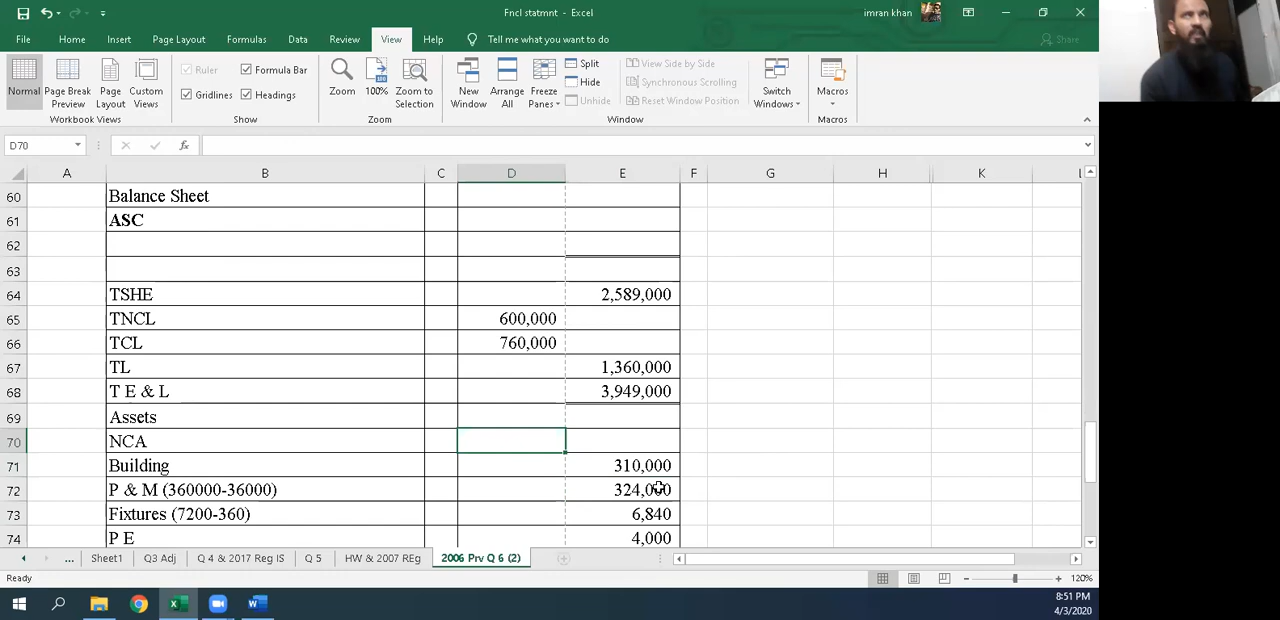 Fncl statmnt - Excel
imran khan
File Home Insert Page Layout Formulas Data Review View Help Tell me what you want to do Share
Normal Page Break Preview Page Layout Custom Views
Ruler Formula Bar
Gridlines Headings
Zoom 100% Zoom to Selection
New Window Arrange All Freeze Panes
Split
Hide
Unhide
View Side by Side
Synchronous Scrolling
Reset Window Position
Switch Windows
Macros
Workbook Views Show Zoom Window Macros
D70 fx
A B C D E F G H K L
60 Balance Sheet
61 ASC
62
63
64 TSHE 2,589,000
65 TNCL 600,000
66 TCL 760,000
67 TL 1,360,000
68 T E & L 3,949,000
69 Assets
70 NCA
71 Building 310,000
72 P & M (360000-36000) 324,000
73 Fixtures (7200-360) 6,840
74 P E 4,000
... Sheet1 Q3 Adj Q 4 & 2017 Reg IS Q 5 HW & 2007 REg 2006 Prv Q 6 (2)
Ready 120%
8:51 PM
4/3/2020